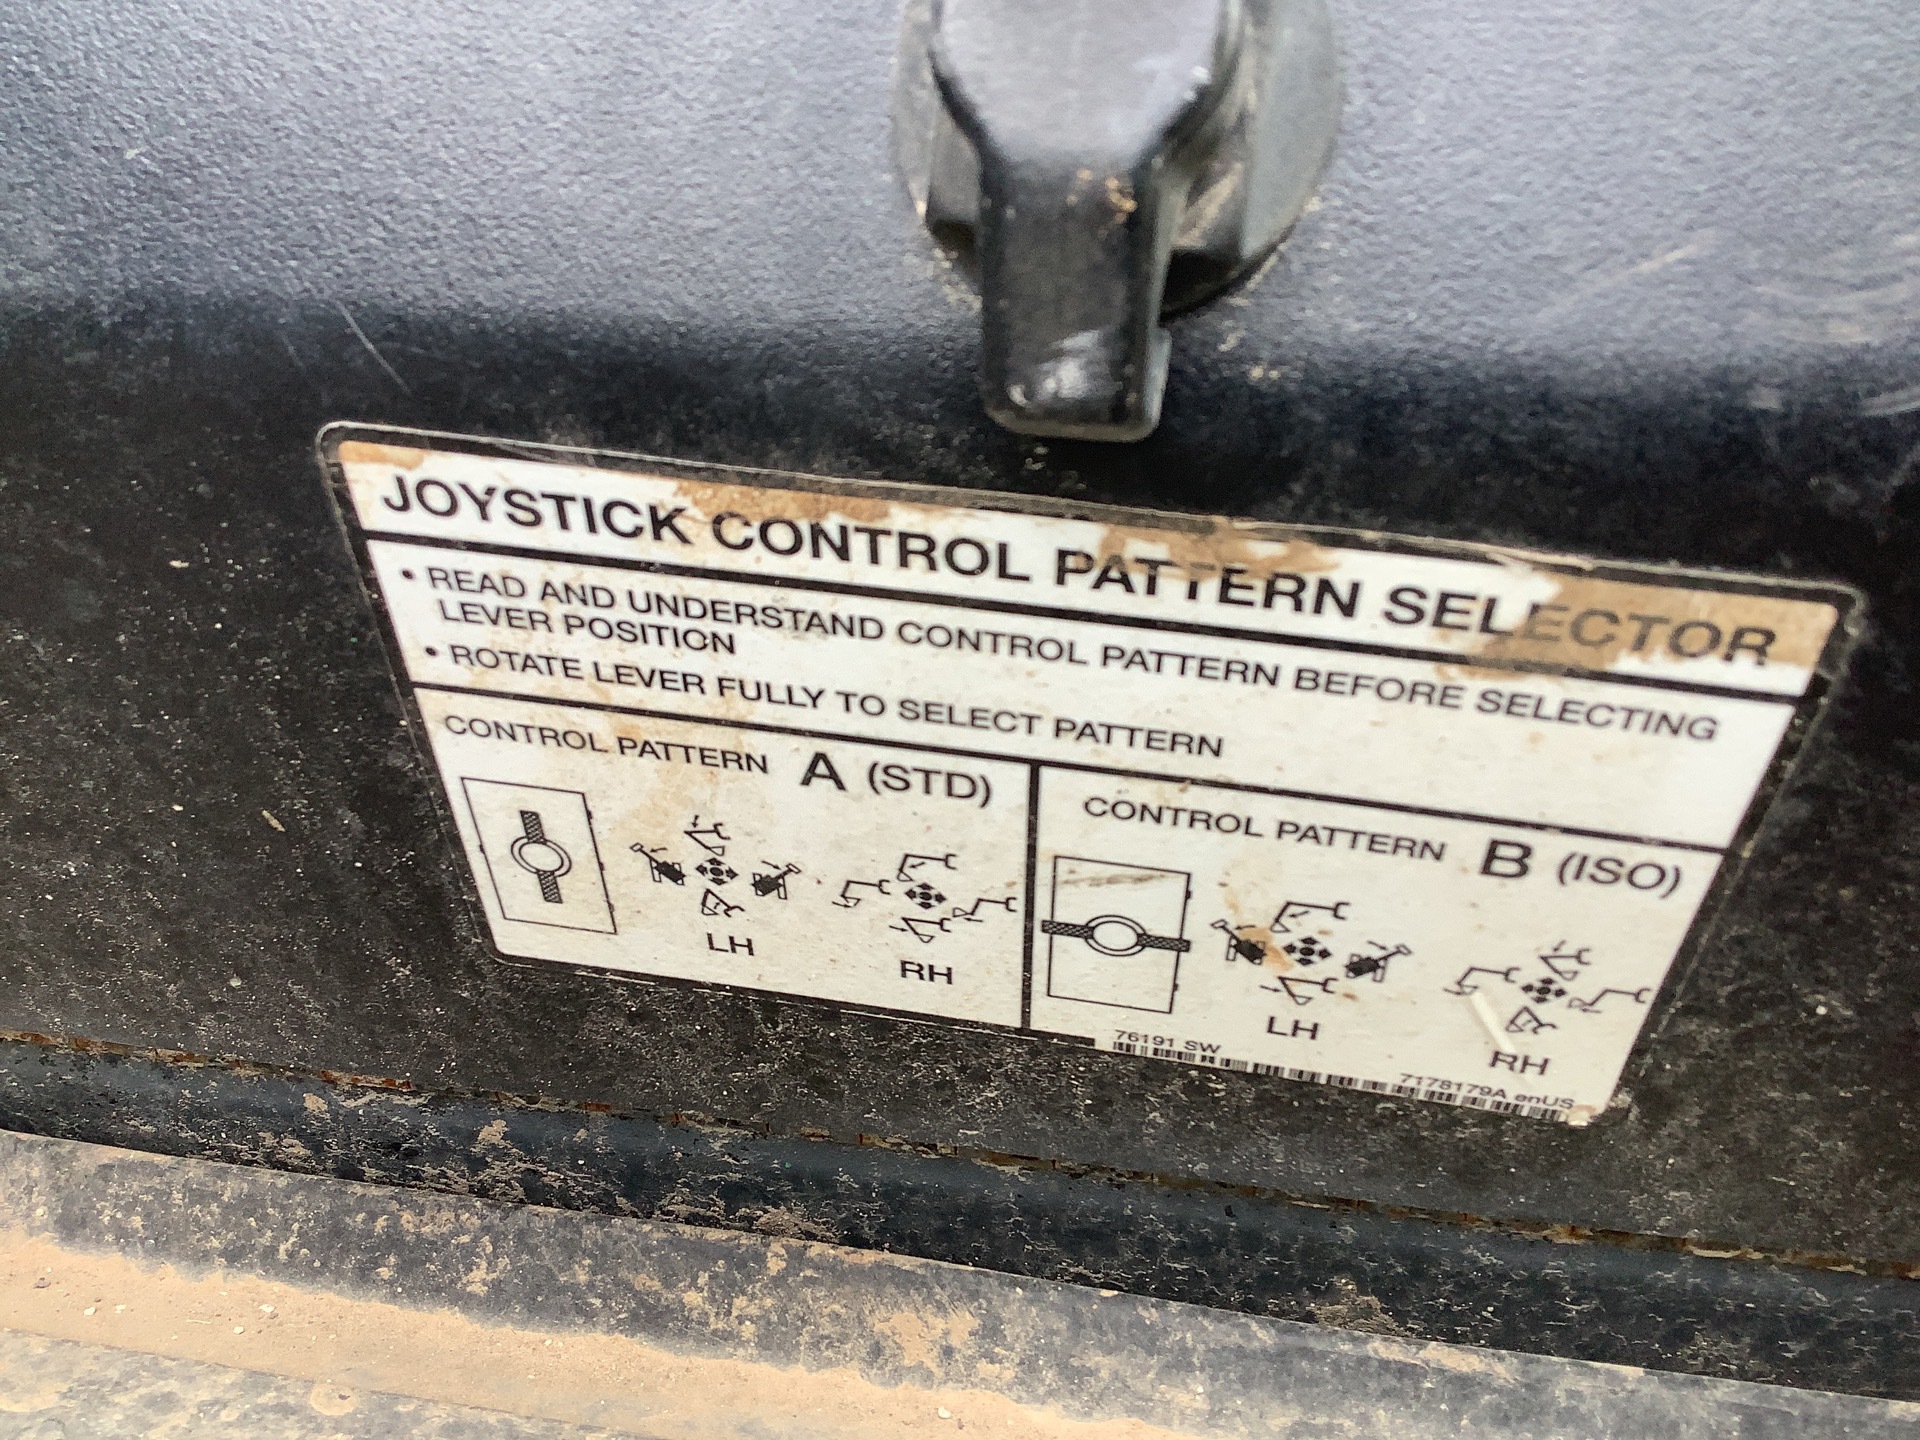 JOYSTICK CONTROL PATTERN SELECTOR
• READ AND UNDERSTAND CONTROL PATTERN BEFORE SELECTING
LEVER POSITION
• ROTATE LEVER FULLY TO SELECT PATTERN
CONTROL PATTERN A (STD)
LH
RH
CONTROL PATTERN B (ISO)
LH
RH
76191 SW
7178179A enUS